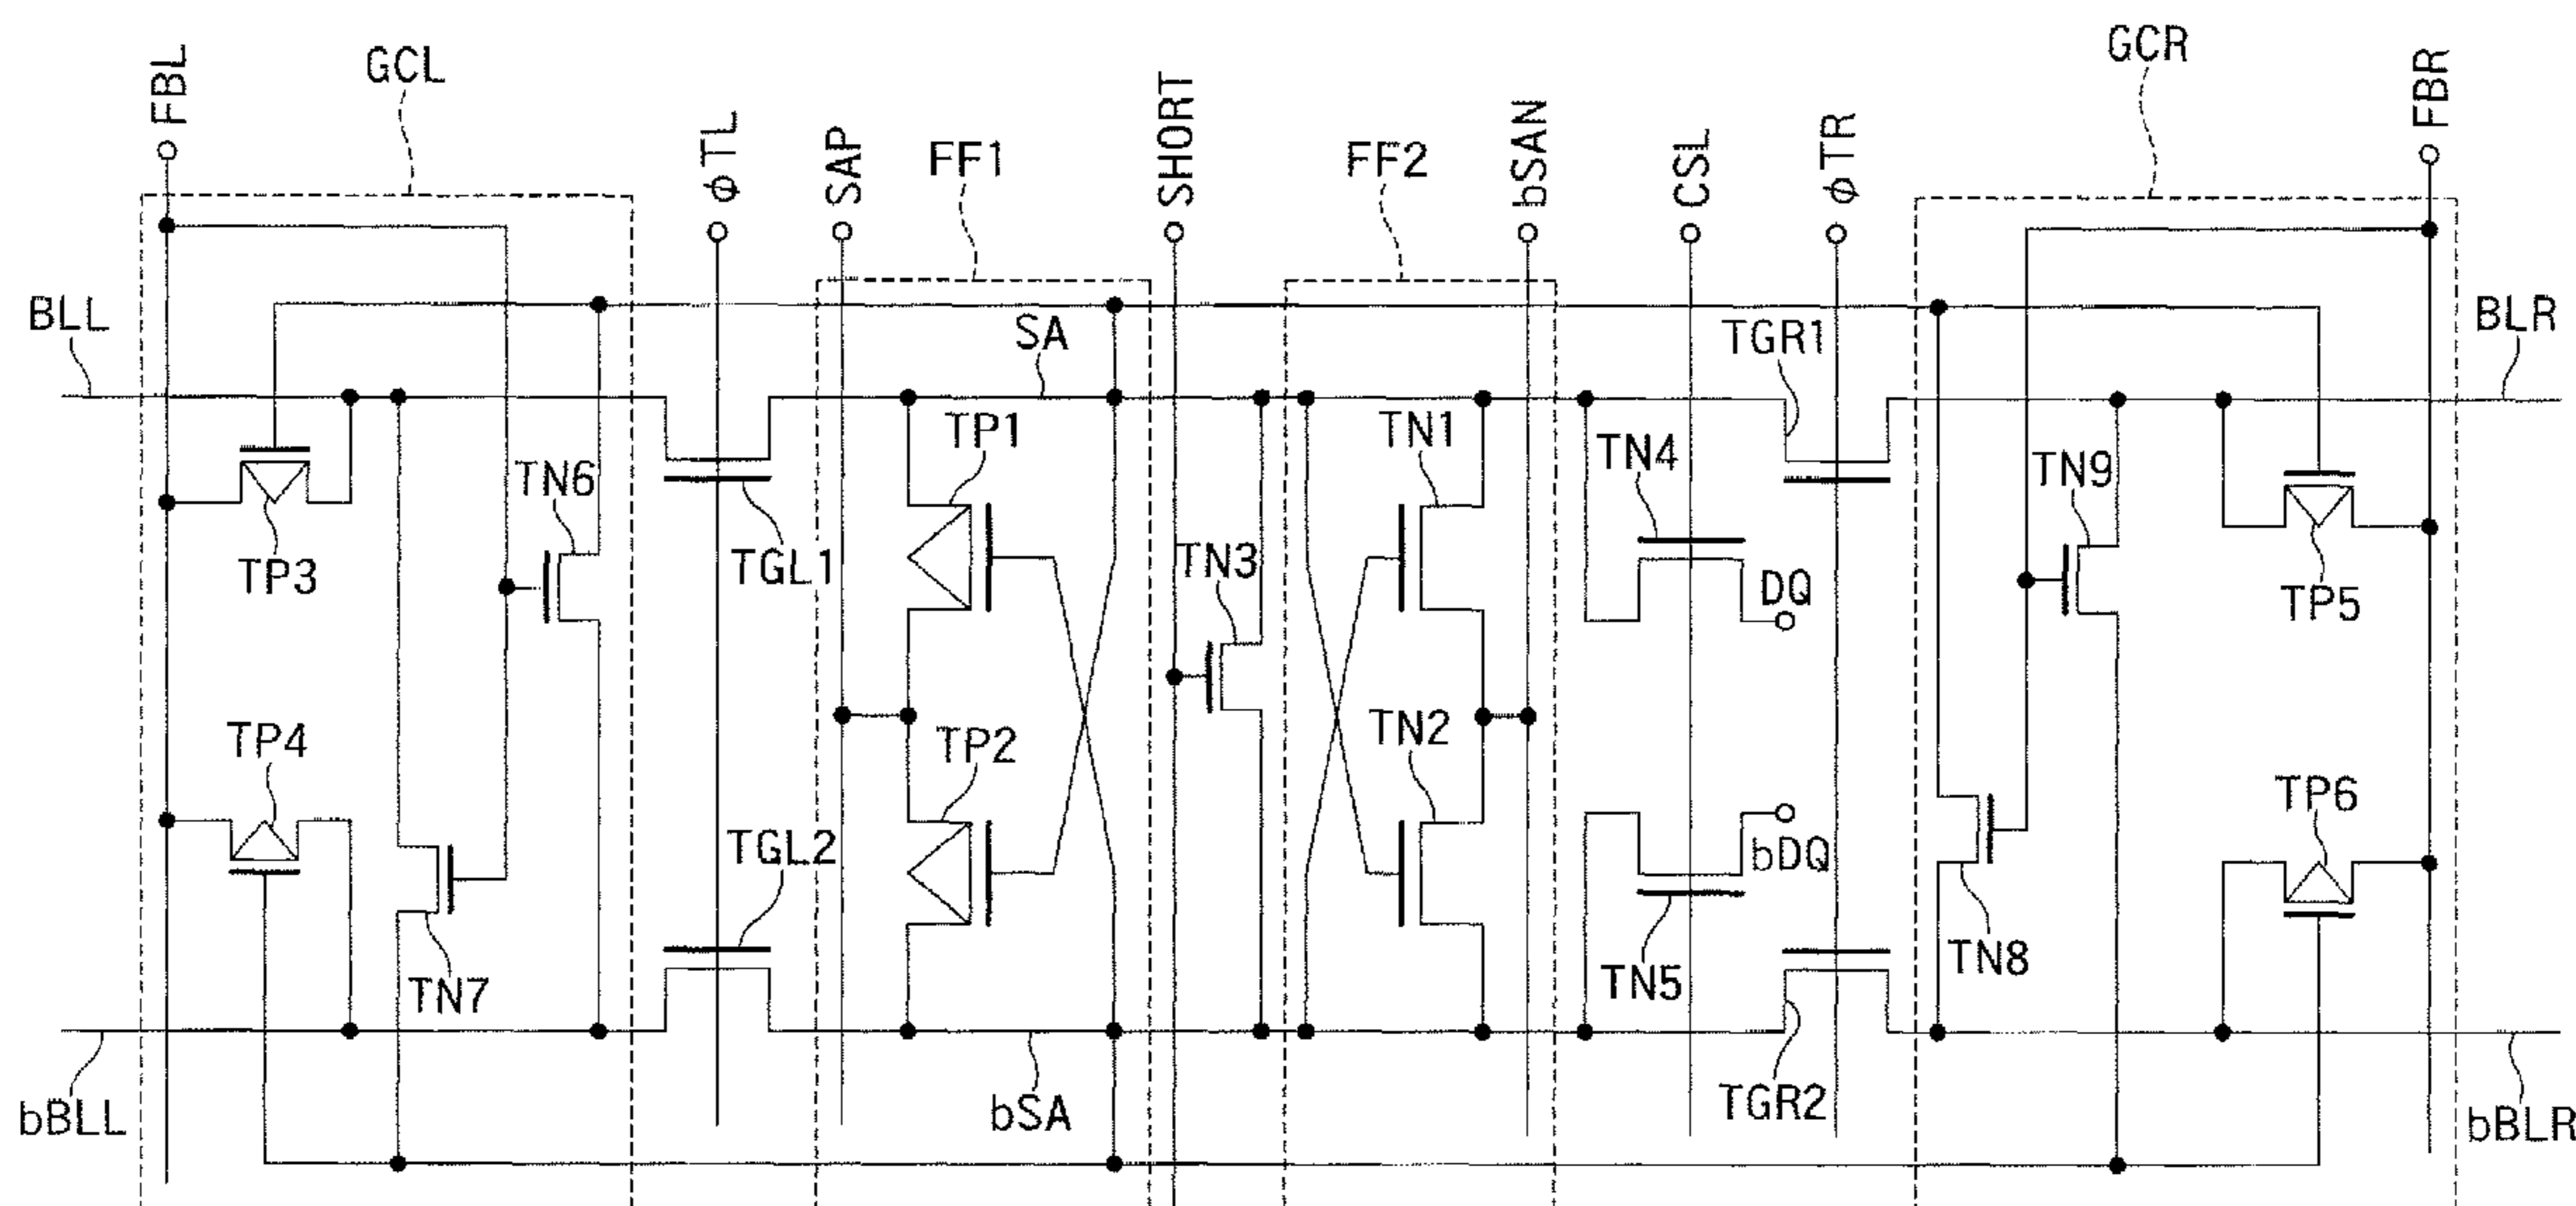 FBL
GCL
φTL
SAP
FF1
SHORT
FF2
bSAN
CSL
φTR
GCR
FBR
BLL
SA
TGR1
BLR
TP1
TN1
TN4
TN6
TN9
TP3
TGL1
TN3
DQ
TP5
TP4
TP2
TN2
TP6
TGL2
bDQ
TN7
TN5
TN8
bBLL
bSA
TGR2
bBLR